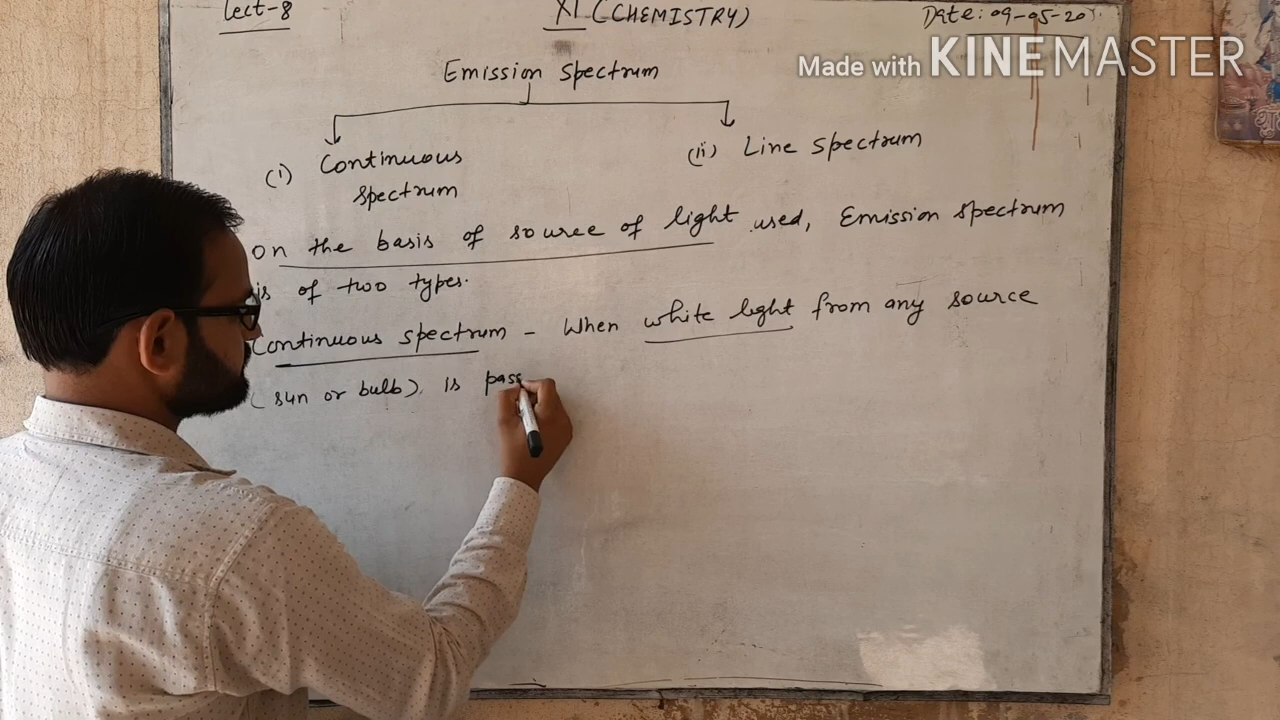 Lect-8 XI (CHEMISTRY) Date: 09-05-20
Made with KINEMASTER
Emission spectrum
(i) Continuous spectrum
(ii) Line spectrum
on the basis of source of light used, Emission spectrum
is of two types.
Continuous spectrum - When white light from any source
(sun or bulb) is pass